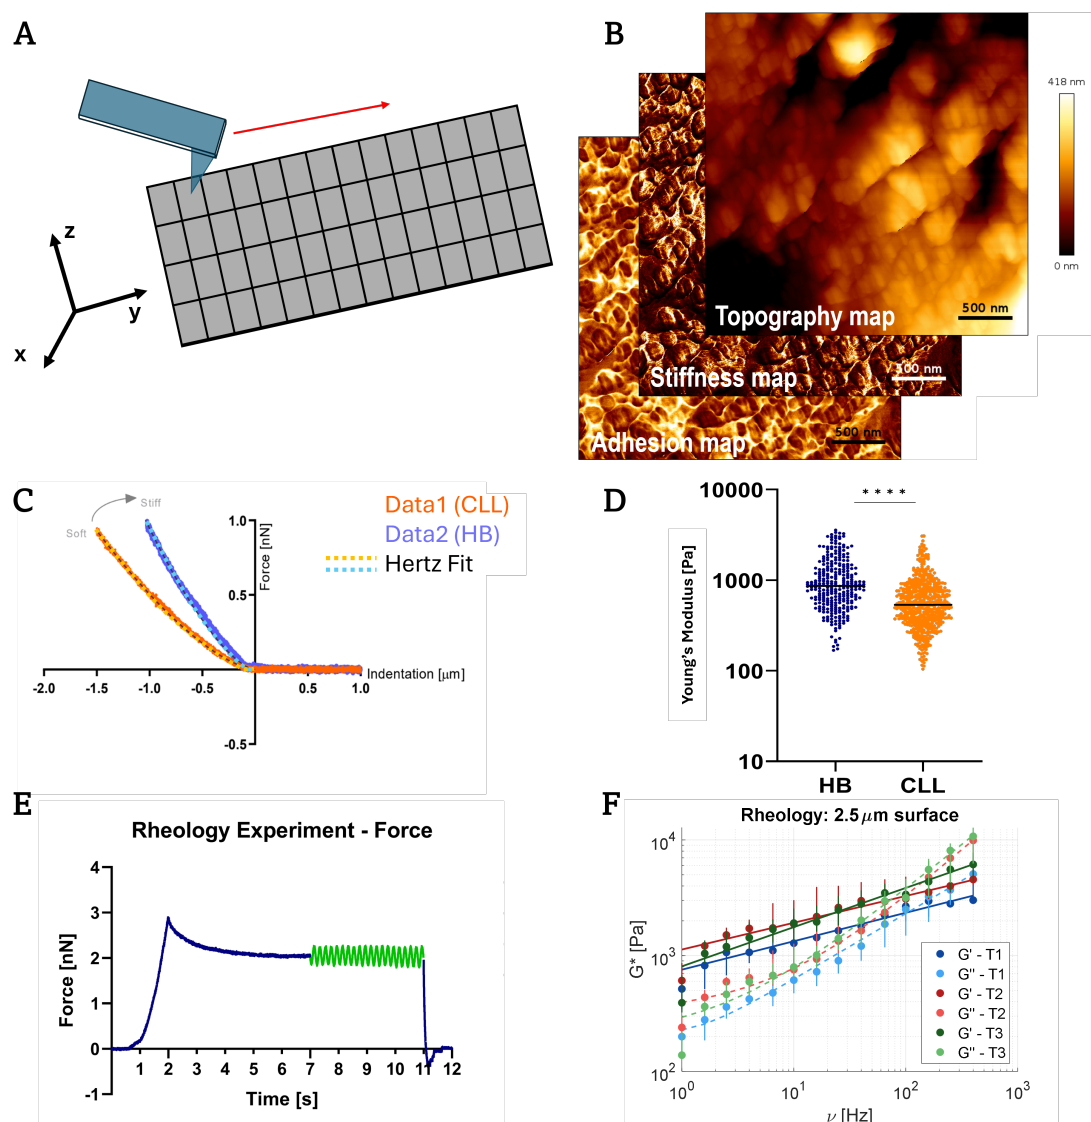 A
z
y
x
B
418 nm
0 nm
Topography map
500 nm
Stiffness map
500 nm
Adhesion map
500 nm
C
Soft
Stiff
Data1 (CLL)
Data2 (HB)
Hertz Fit
Force [nN]
1.0
0.5
-0.5
Indentation [μm]
-2.0 -1.5 -1.0 -0.5 0.5 1.0
D
****
Young's Modulus [Pa]
10000
1000
100
10
HB CLL
E
Rheology Experiment - Force
Force [nN]
4
3
2
1
0
-1
1 2 3 4 5 6 7 8 9 10 11 12
Time [s]
F
Rheology: 2.5 μm surface
G* [Pa]
10⁴
10³
10²
10⁰ 10¹ 10² 10³
ν [Hz]
G' - T1
G'' - T1
G' - T2
G'' - T2
G' - T3
G'' - T3